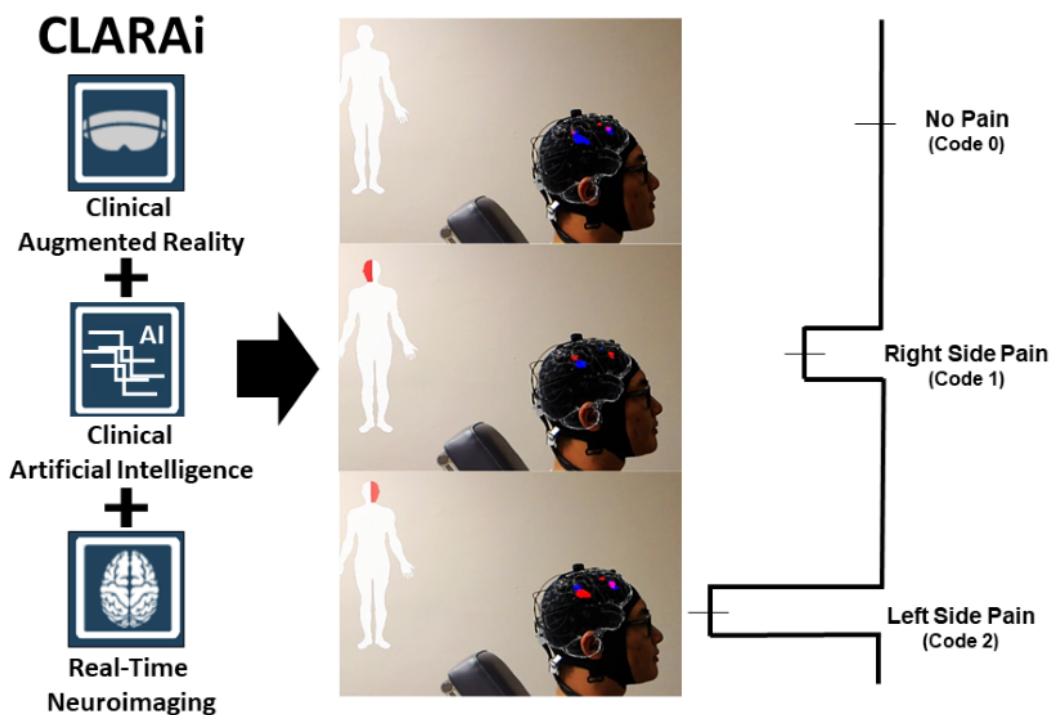 CLARAi
Clinical
Augmented Reality
+
AI
Clinical
Artificial Intelligence
+
Real-Time
Neuroimaging
No Pain
(Code 0)
Right Side Pain
(Code 1)
Left Side Pain
(Code 2)